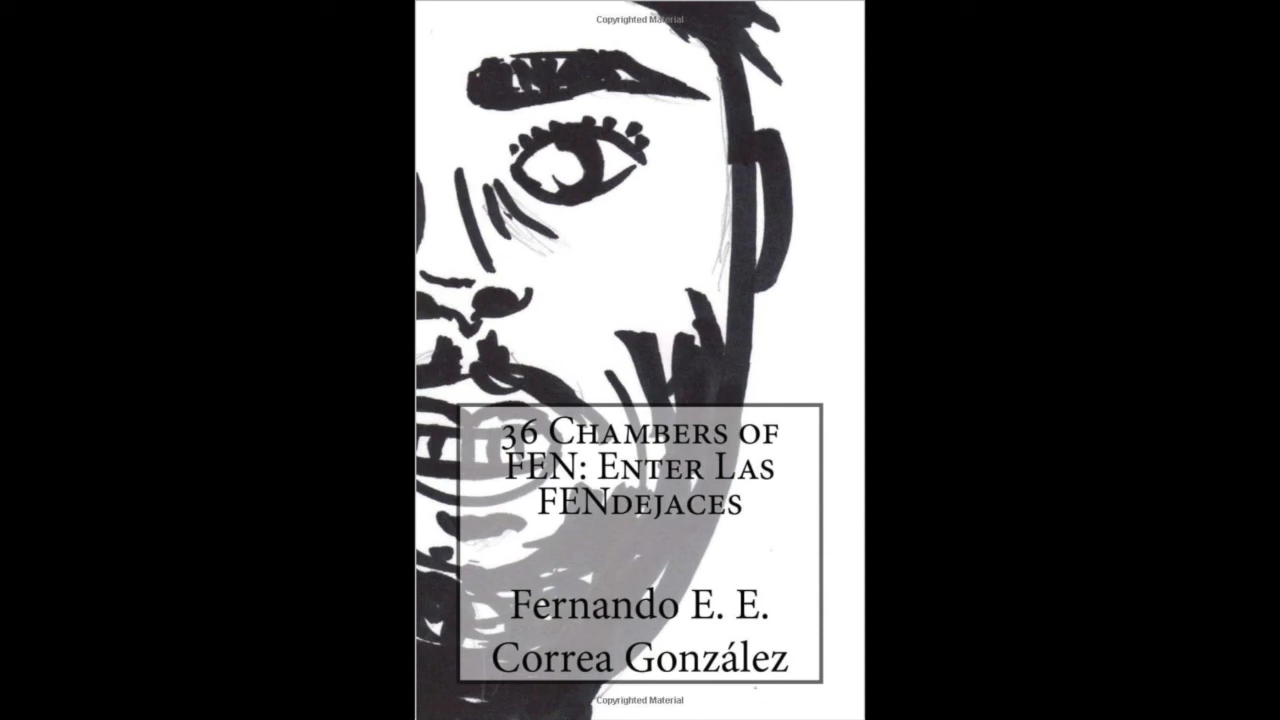 Copyrighted Material
36 Chambers of
FEN: Enter Las
FENdejaces
Fernando E. E.
Correa González
Copyrighted Material